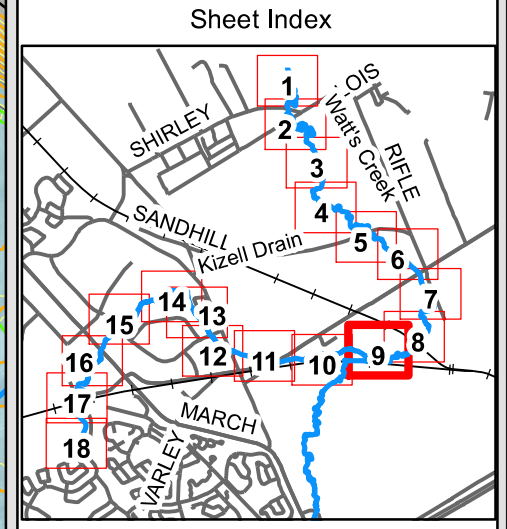 Sheet Index
1
OIS
2
Watt's Creek
SHIRLEY
RIFLE
3
4
SANDHILL
5
Kizell Drain
6
7
14
13
15
8
16
12
11
10
9
17
MARCH
18
VARLEY